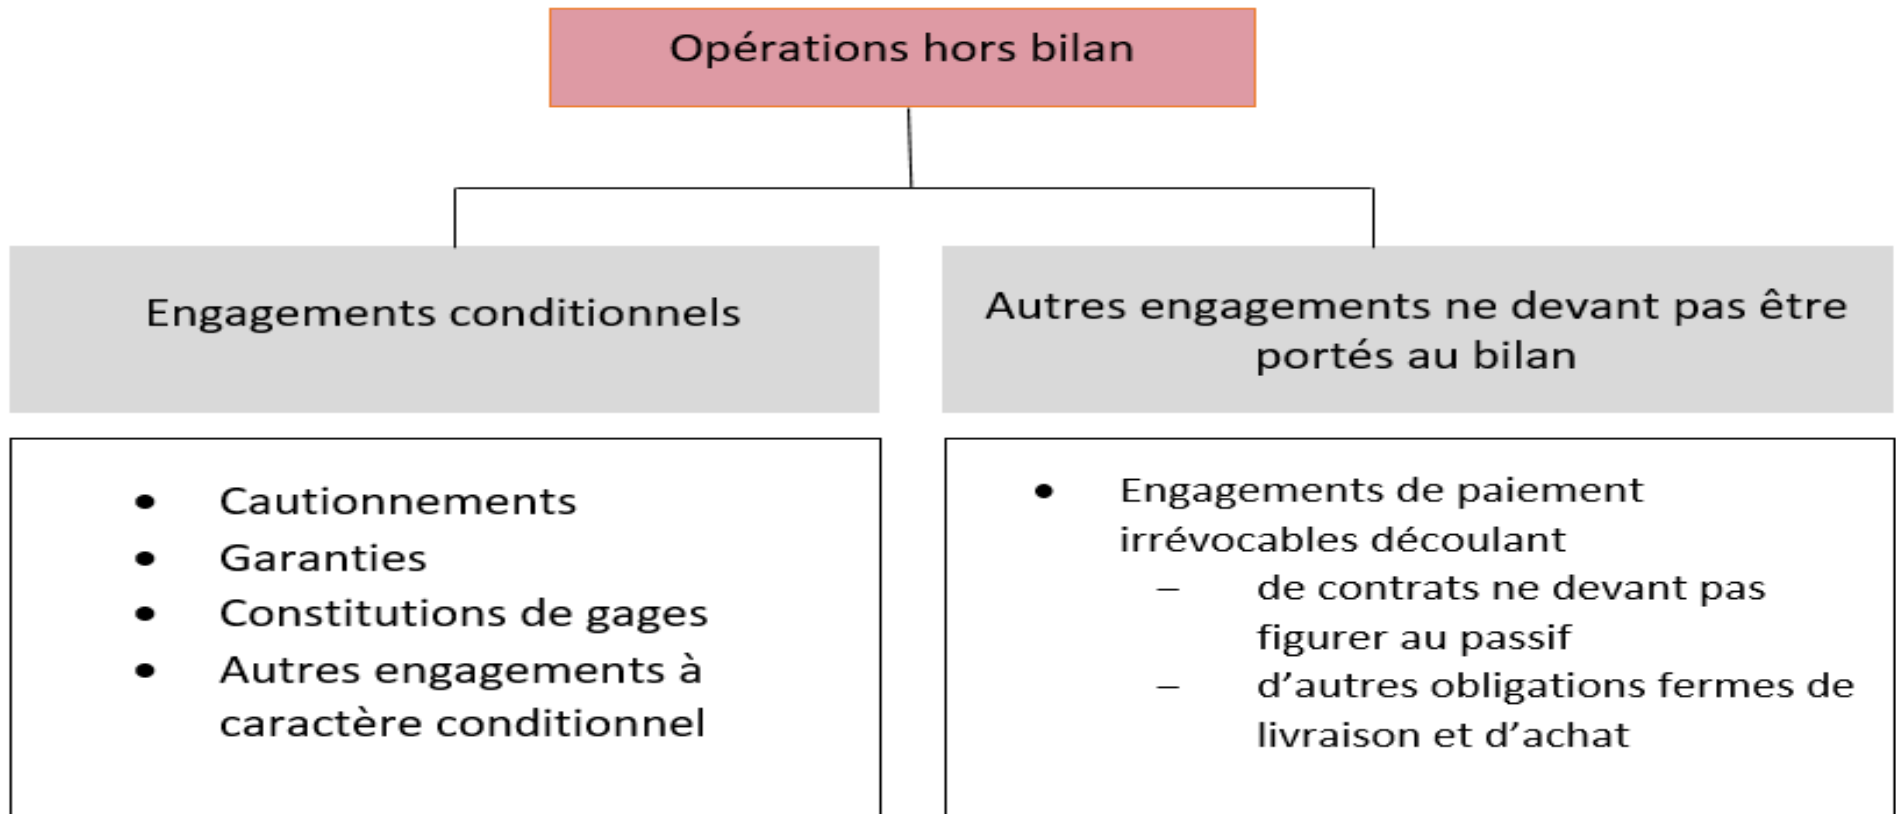 Opérations hors bilan
Engagements conditionnels
Autres engagements ne devant pas être
portés au bilan
• Cautionnements
• Garanties
• Constitutions de gages
• Autres engagements à
caractère conditionnel
• Engagements de paiement
irrévocables découlant
– de contrats ne devant pas
figurer au passif
– d’autres obligations fermes de
livraison et d’achat